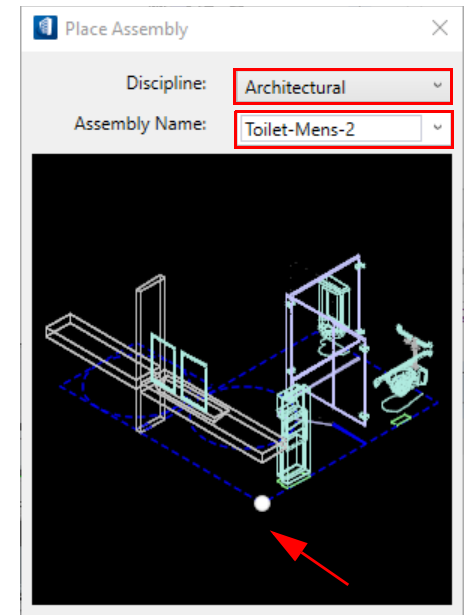 Place Assembly
Discipline: Architectural
Assembly Name: Toilet-Mens-2